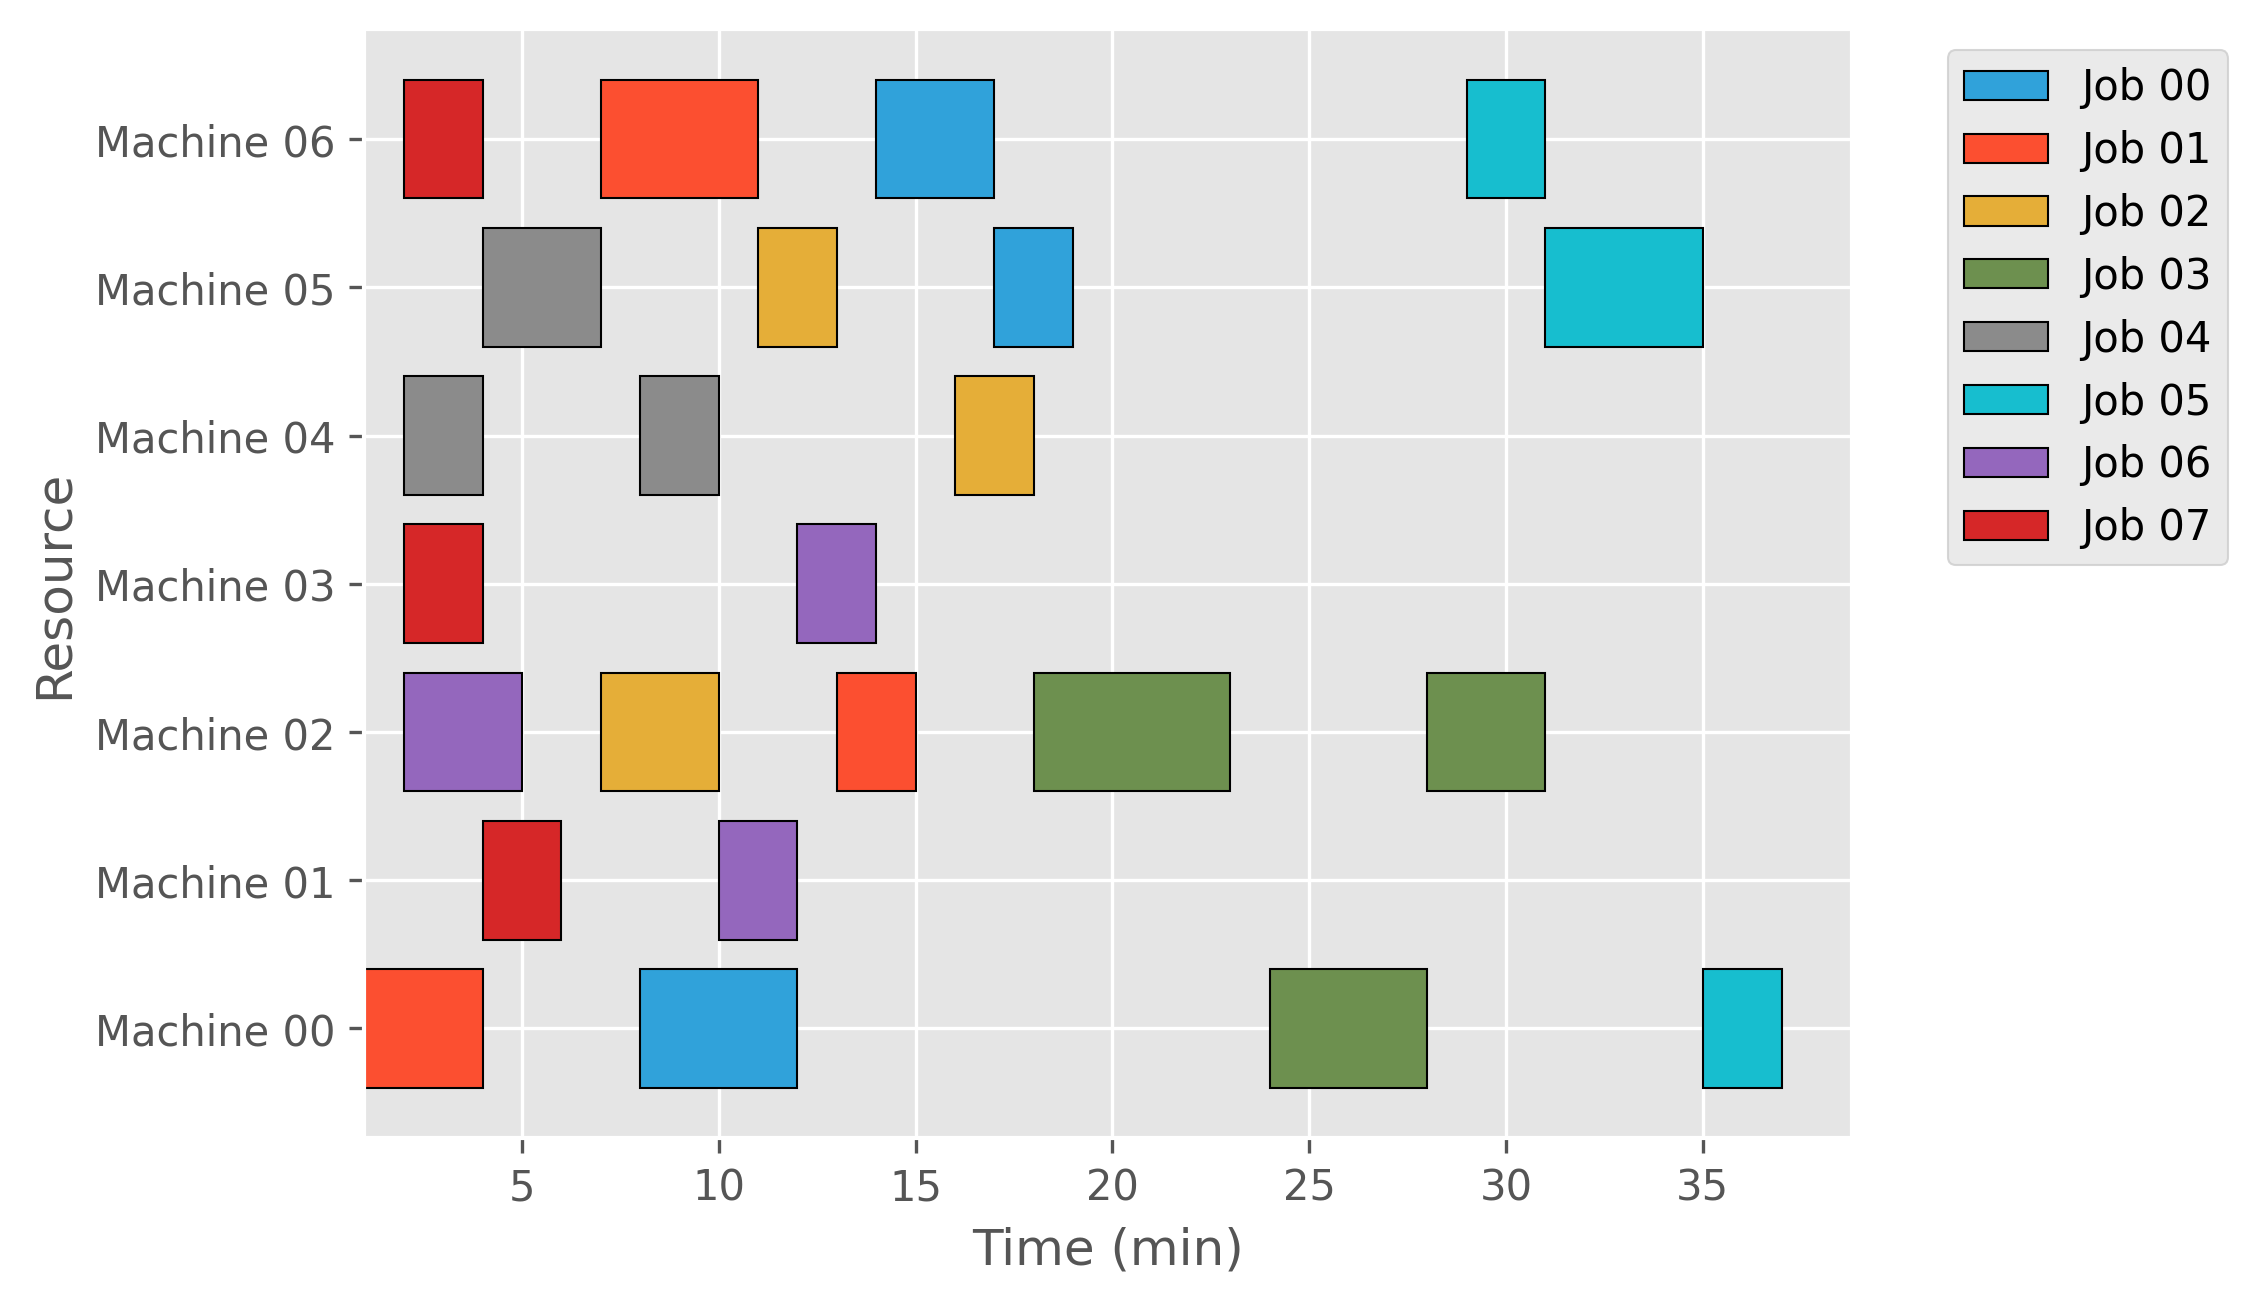 Machine 06
Machine 05
Machine 04
Machine 03
Machine 02
Machine 01
Machine 00
Resource
5 10 15 20 25 30 35
Time (min)
Job 00
Job 01
Job 02
Job 03
Job 04
Job 05
Job 06
Job 07